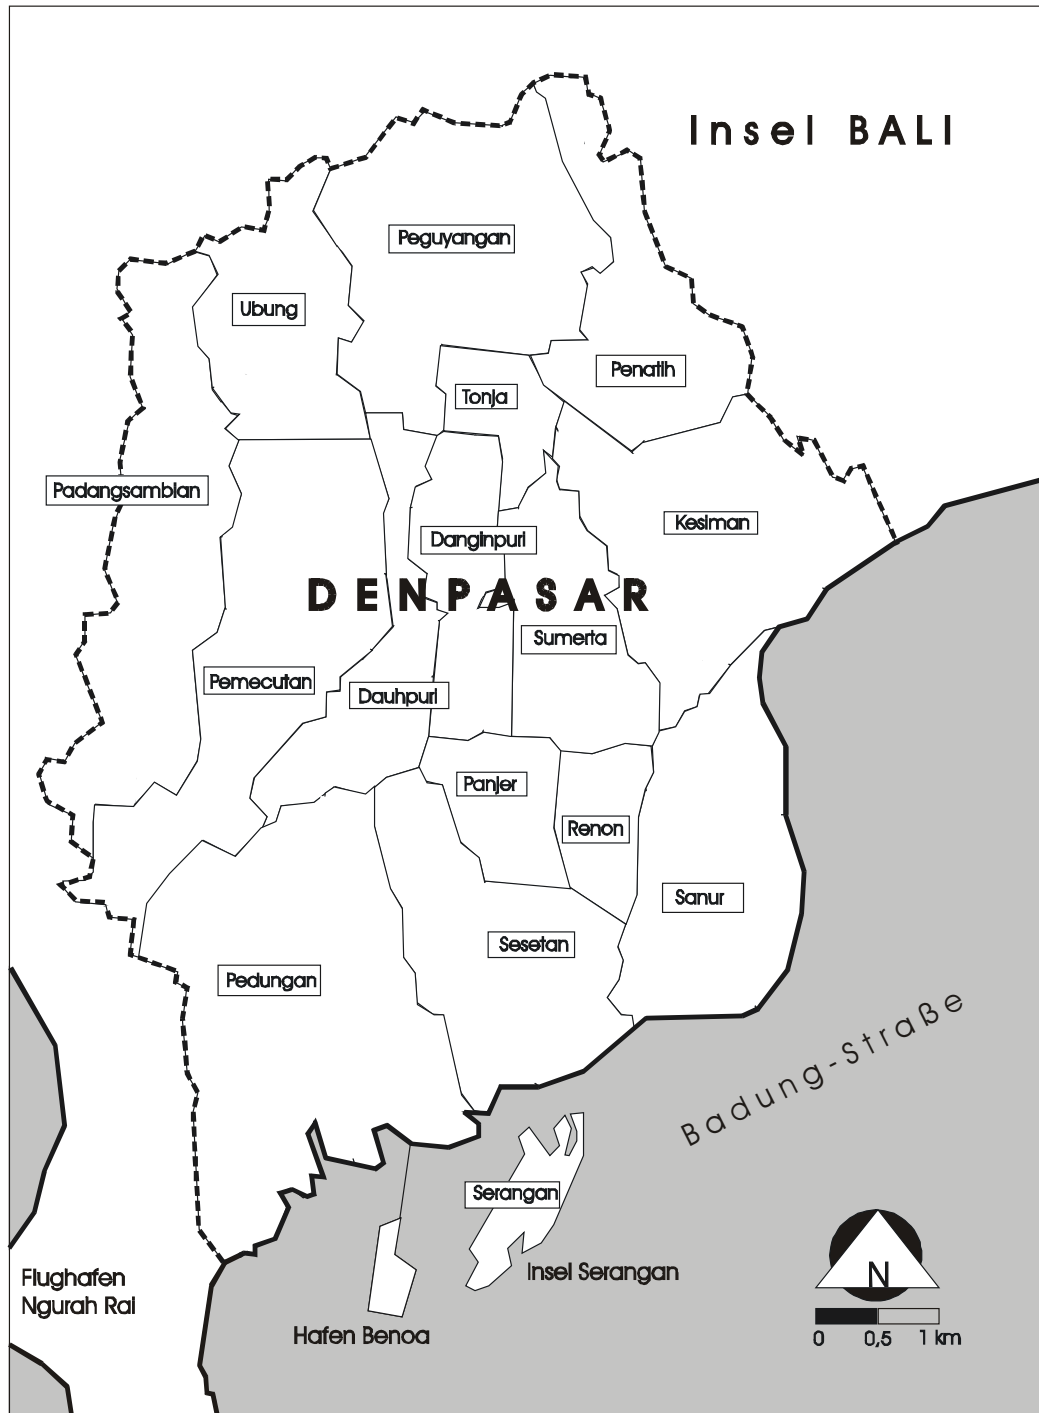 Insel BALI
Peguyangan
Ubung
Penatih
Tonja
Padangsambian
Kesiman
Danginpuri
DENPASAR
Sumerta
Pemecutan
Dauhpuri
Panjer
Renon
Sanur
Sesetan
Pedungan
Badung-Straße
Serangan
Insel Serangan
Flughafen
Ngurah Rai
Hafen Benoa
N
0 0,5 1 km